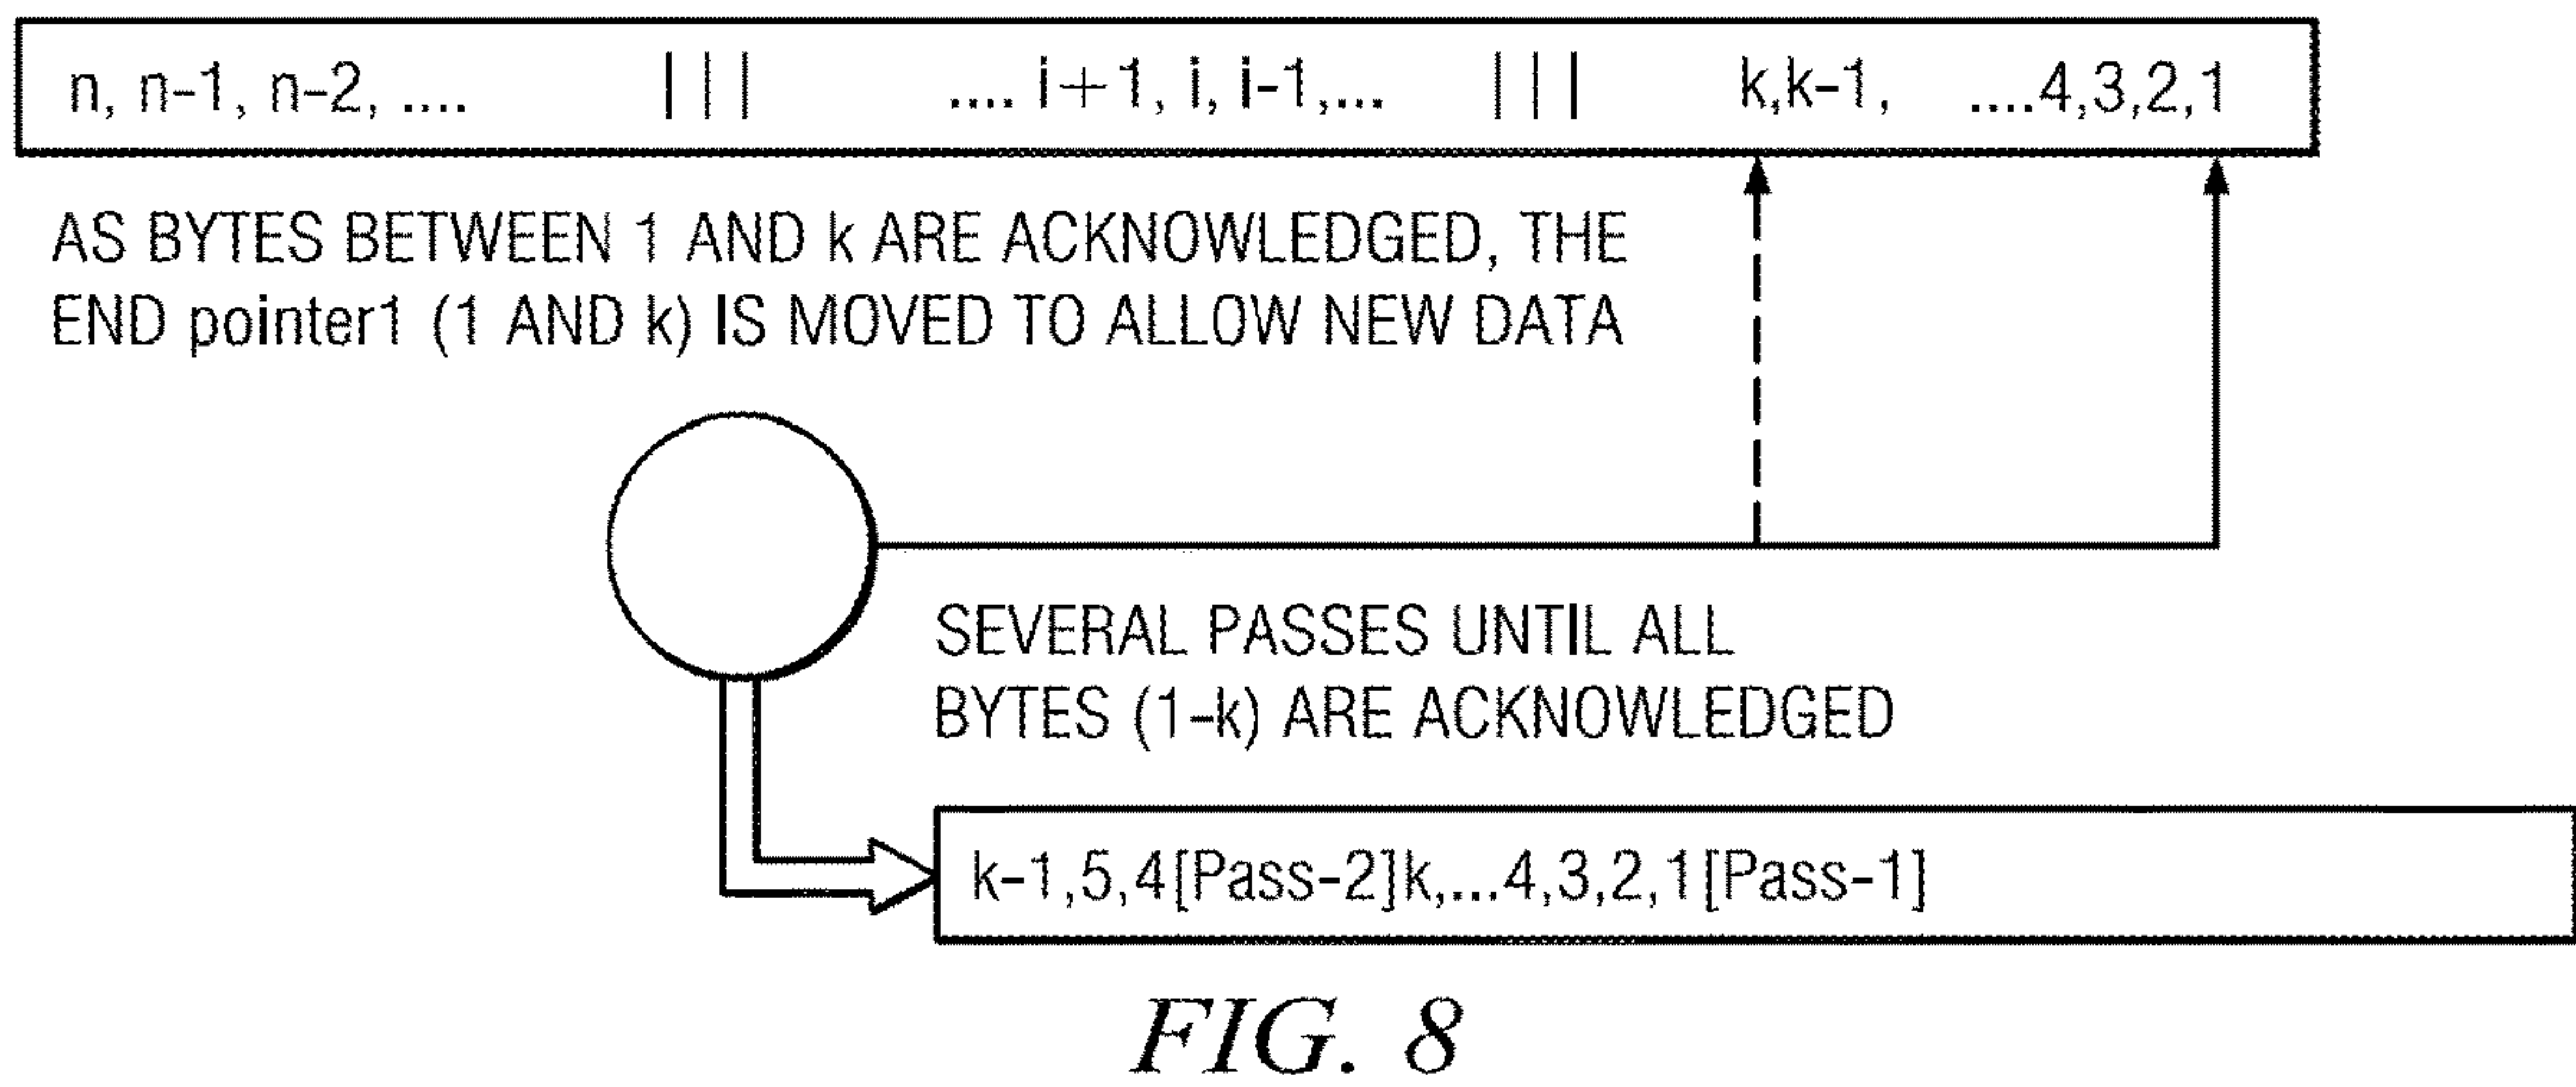 n, n-1, n-2, .... ||| .... i+1, i, i-1,... ||| k,k-1, ....4,3,2,1
AS BYTES BETWEEN 1 AND k ARE ACKNOWLEDGED, THE
END pointer1 (1 AND k) IS MOVED TO ALLOW NEW DATA
SEVERAL PASSES UNTIL ALL
BYTES (1-k) ARE ACKNOWLEDGED
k-1,5,4[Pass-2]k,...4,3,2,1[Pass-1]
FIG. 8